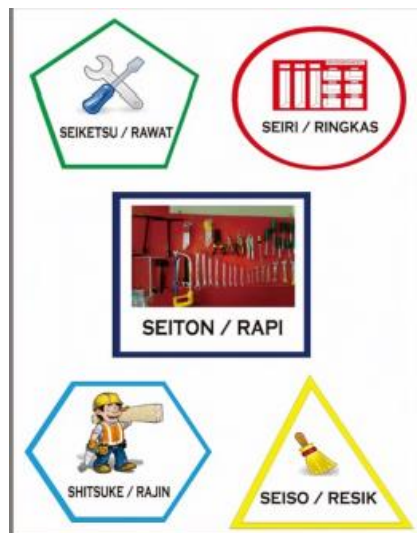 SEIKETSU / RAWAT
SEIRI / RINGKAS
SEITON / RAPI
SHITSUKE / RAJIN
SEISO / RESIK